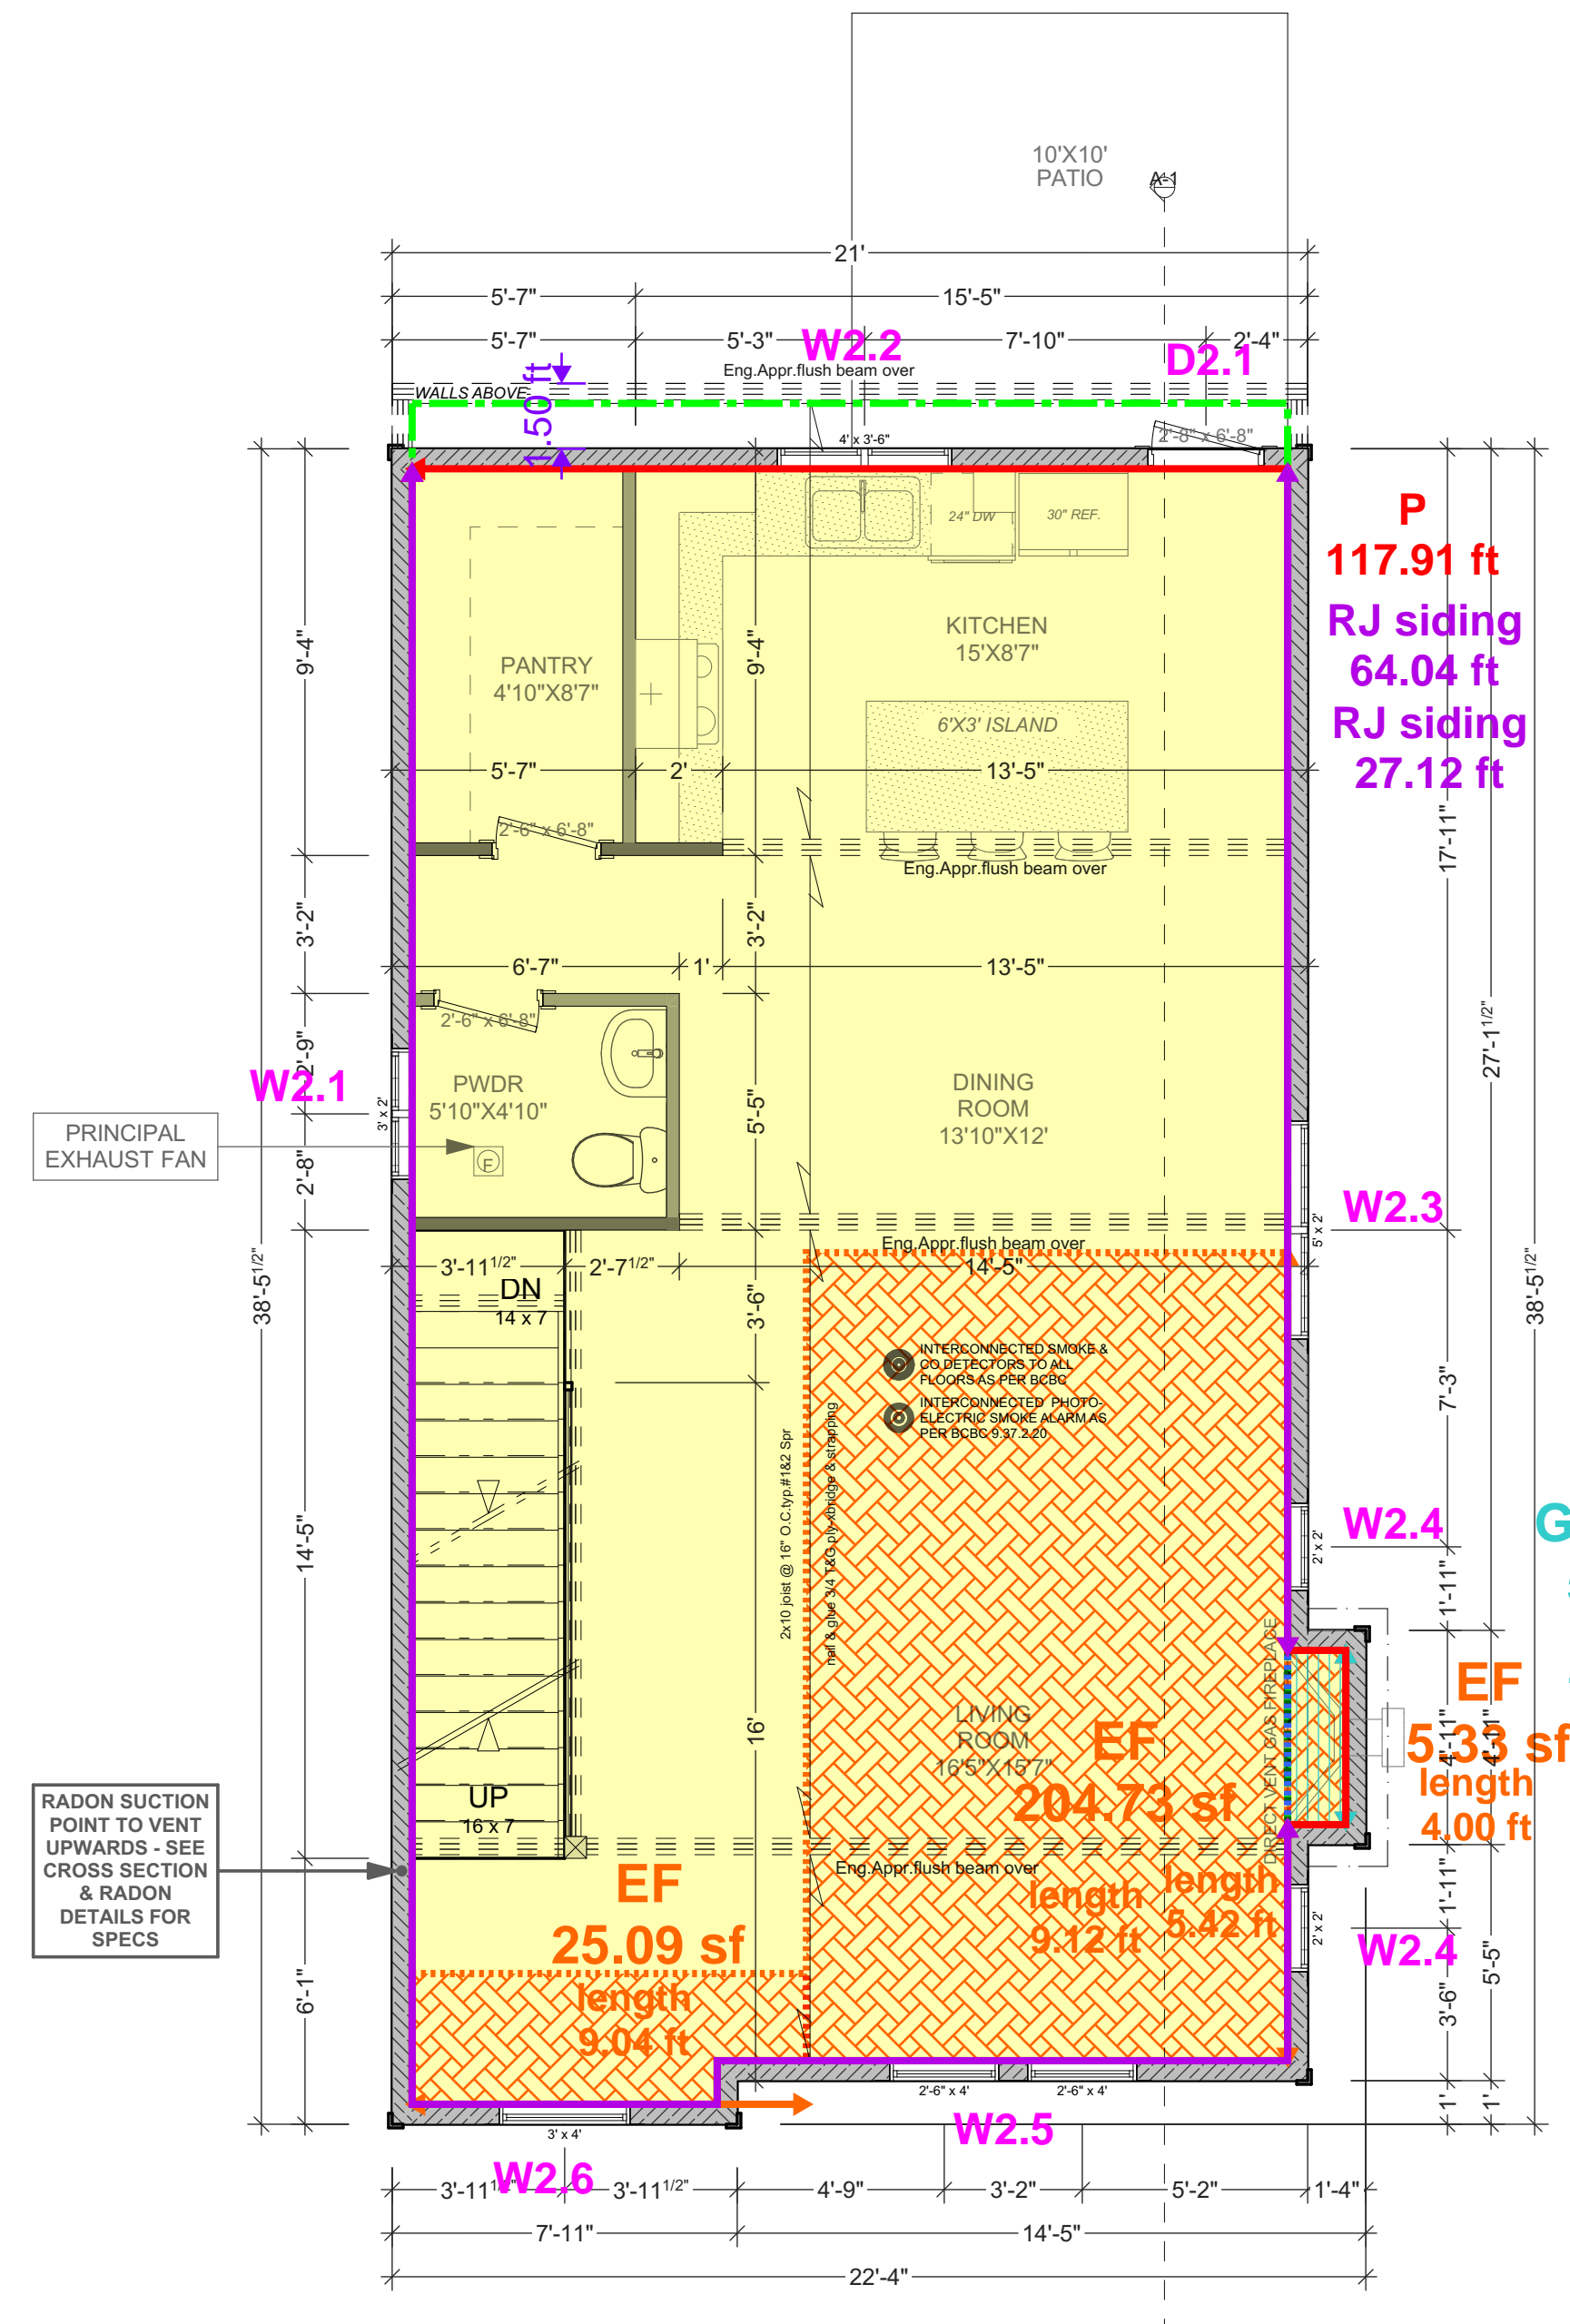 10'X10'
PATIO
A-1
21'
5'-7"
15'-5"
5'-7"
5'-3"
7'-10"
2'-4"
W2.2
D2.1
Eng.Appr.flush beam over
WALLS ABOVE
1.50 ft
4' x 3'-6"
2'-8" x 6'-8"
24" DW
30" REF.
P
117.91 ft
RJ siding
64.04 ft
RJ siding
27.12 ft
KITCHEN
15'X8'7"
PANTRY
4'10"X8'7"
9'-4"
9'-4"
6'X3' ISLAND
5'-7"
2'
13'-5"
2'-6" x 6'-8"
Eng.Appr.flush beam over
17'-11"
3'-2"
3'-2"
6'-7"
1'
13'-5"
2'-6" x 6'-8"
2'-9"
27'-1 1/2"
W2.1
3' x 2'
PWDR
5'10"X4'10"
5'-5"
DINING
ROOM
13'10"X12'
PRINCIPAL
EXHAUST FAN
F
2'-8"
W2.3
5' x 2'
Eng.Appr.flush beam over
3'-11 1/2"
2'-7 1/2"
14'-5"
38'-5 1/2"
38'-5 1/2"
DN
14 x 7
3'-6"
INTERCONNECTED SMOKE &
CO DETECTORS TO ALL
FLOORS AS PER BCBC
INTERCONNECTED PHOTO-
ELECTRIC SMOKE ALARM AS
PER BCBC 9.37.2.20
7'-3"
2x10 joist @ 16" O.C.typ.#1&2 Spr
nail & glue 3/4 T&G ply-xbridge & strapping
14'-5"
W2.4
2' x 2'
G
1'-11"
DIRECT VENT GAS FIREPLACE
LIVING
ROOM
16'5"X15'7"
16'
EF
204.73 sf
EF
5.33 sf
4'-11"
4'-11"
length
4.00 ft
UP
16 x 7
RADON SUCTION
POINT TO VENT
UPWARDS - SEE
CROSS SECTION
& RADON
DETAILS FOR
SPECS
Eng.Appr.flush beam over
EF
25.09 sf
length
9.12 ft
length
5.42 ft
1'-11"
2' x 2'
W2.4
5'-5"
3'-6"
6'-1"
length
9.04 ft
2'-6" x 4'
2'-6" x 4'
1'
1'
3' x 4'
W2.5
W2.6
3'-11 1/2"
3'-11 1/2"
4'-9"
3'-2"
5'-2"
1'-4"
7'-11"
14'-5"
22'-4"